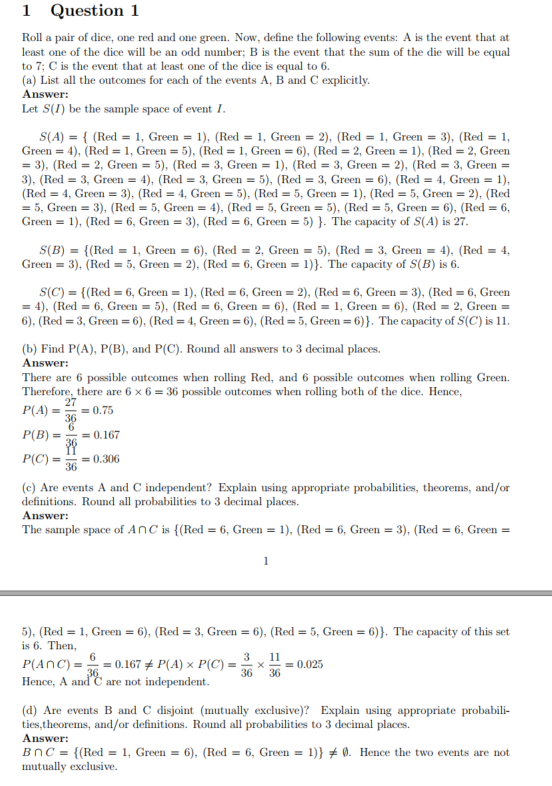 1 Question 1
Roll a pair of dice, one red and one green. Now, define the following events: A is the event that at
least one of the dice will be an odd number; B is the event that the sum of the die will be equal
to 7; C is the event that at least one of the dice is equal to 6.
(a) List all the outcomes for each of the events A, B and C explicitly.
Answer:
Let S(I) be the sample space of event I.
S(A) = { (Red = 1, Green = 1), (Red = 1, Green = 2), (Red = 1, Green = 3), (Red = 1,
Green = 4), (Red = 1, Green = 5), (Red = 1, Green = 6), (Red = 2, Green = 1), (Red = 2, Green
= 3), (Red = 2, Green = 5), (Red = 3, Green = 1), (Red = 3, Green = 2), (Red = 3, Green =
3), (Red = 3, Green = 4), (Red = 3, Green = 5), (Red = 3, Green = 6), (Red = 4, Green = 1),
(Red = 4, Green = 3), (Red = 4, Green = 5), (Red = 5, Green = 1), (Red = 5, Green = 2), (Red
= 5, Green = 3), (Red = 5, Green = 4), (Red = 5, Green = 5), (Red = 5, Green = 6), (Red = 6,
Green = 1), (Red = 6, Green = 3), (Red = 6, Green = 5) }. The capacity of S(A) is 27.
S(B) = {(Red = 1, Green = 6), (Red = 2, Green = 5), (Red = 3, Green = 4), (Red = 4,
Green = 3), (Red = 5, Green = 2), (Red = 6, Green = 1)}. The capacity of S(B) is 6.
S(C) = {(Red = 6, Green = 1), (Red = 6, Green = 2), (Red = 6, Green = 3), (Red = 6, Green
= 4), (Red = 6, Green = 5), (Red = 6, Green = 6), (Red = 1, Green = 6), (Red = 2, Green =
6), (Red = 3, Green = 6), (Red = 4, Green = 6), (Red = 5, Green = 6)}. The capacity of S(C) is 11.
(b) Find P(A), P(B), and P(C). Round all answers to 3 decimal places.
Answer:
There are 6 possible outcomes when rolling Red, and 6 possible outcomes when rolling Green.
Therefore, there are 6 × 6 = 36 possible outcomes when rolling both of the dice. Hence,
P(A) = 27/36 = 0.75
P(B) = 6/36 = 0.167
P(C) = 11/36 = 0.306
(c) Are events A and C independent? Explain using appropriate probabilities, theorems, and/or
definitions. Round all probabilities to 3 decimal places.
Answer:
The sample space of A ∩ C is {(Red = 6, Green = 1), (Red = 6, Green = 3), (Red = 6, Green =
1
5), (Red = 1, Green = 6), (Red = 3, Green = 6), (Red = 5, Green = 6)}. The capacity of this set
is 6. Then,
P(A ∩ C) = 6/36 = 0.167 ≠ P(A) × P(C) = 3/36 × 11/36 = 0.025
Hence, A and C are not independent.
(d) Are events B and C disjoint (mutually exclusive)? Explain using appropriate probabili-
ties,theorems, and/or definitions. Round all probabilities to 3 decimal places.
Answer:
B ∩ C = {(Red = 1, Green = 6), (Red = 6, Green = 1)} ≠ ∅. Hence the two events are not
mutually exclusive.